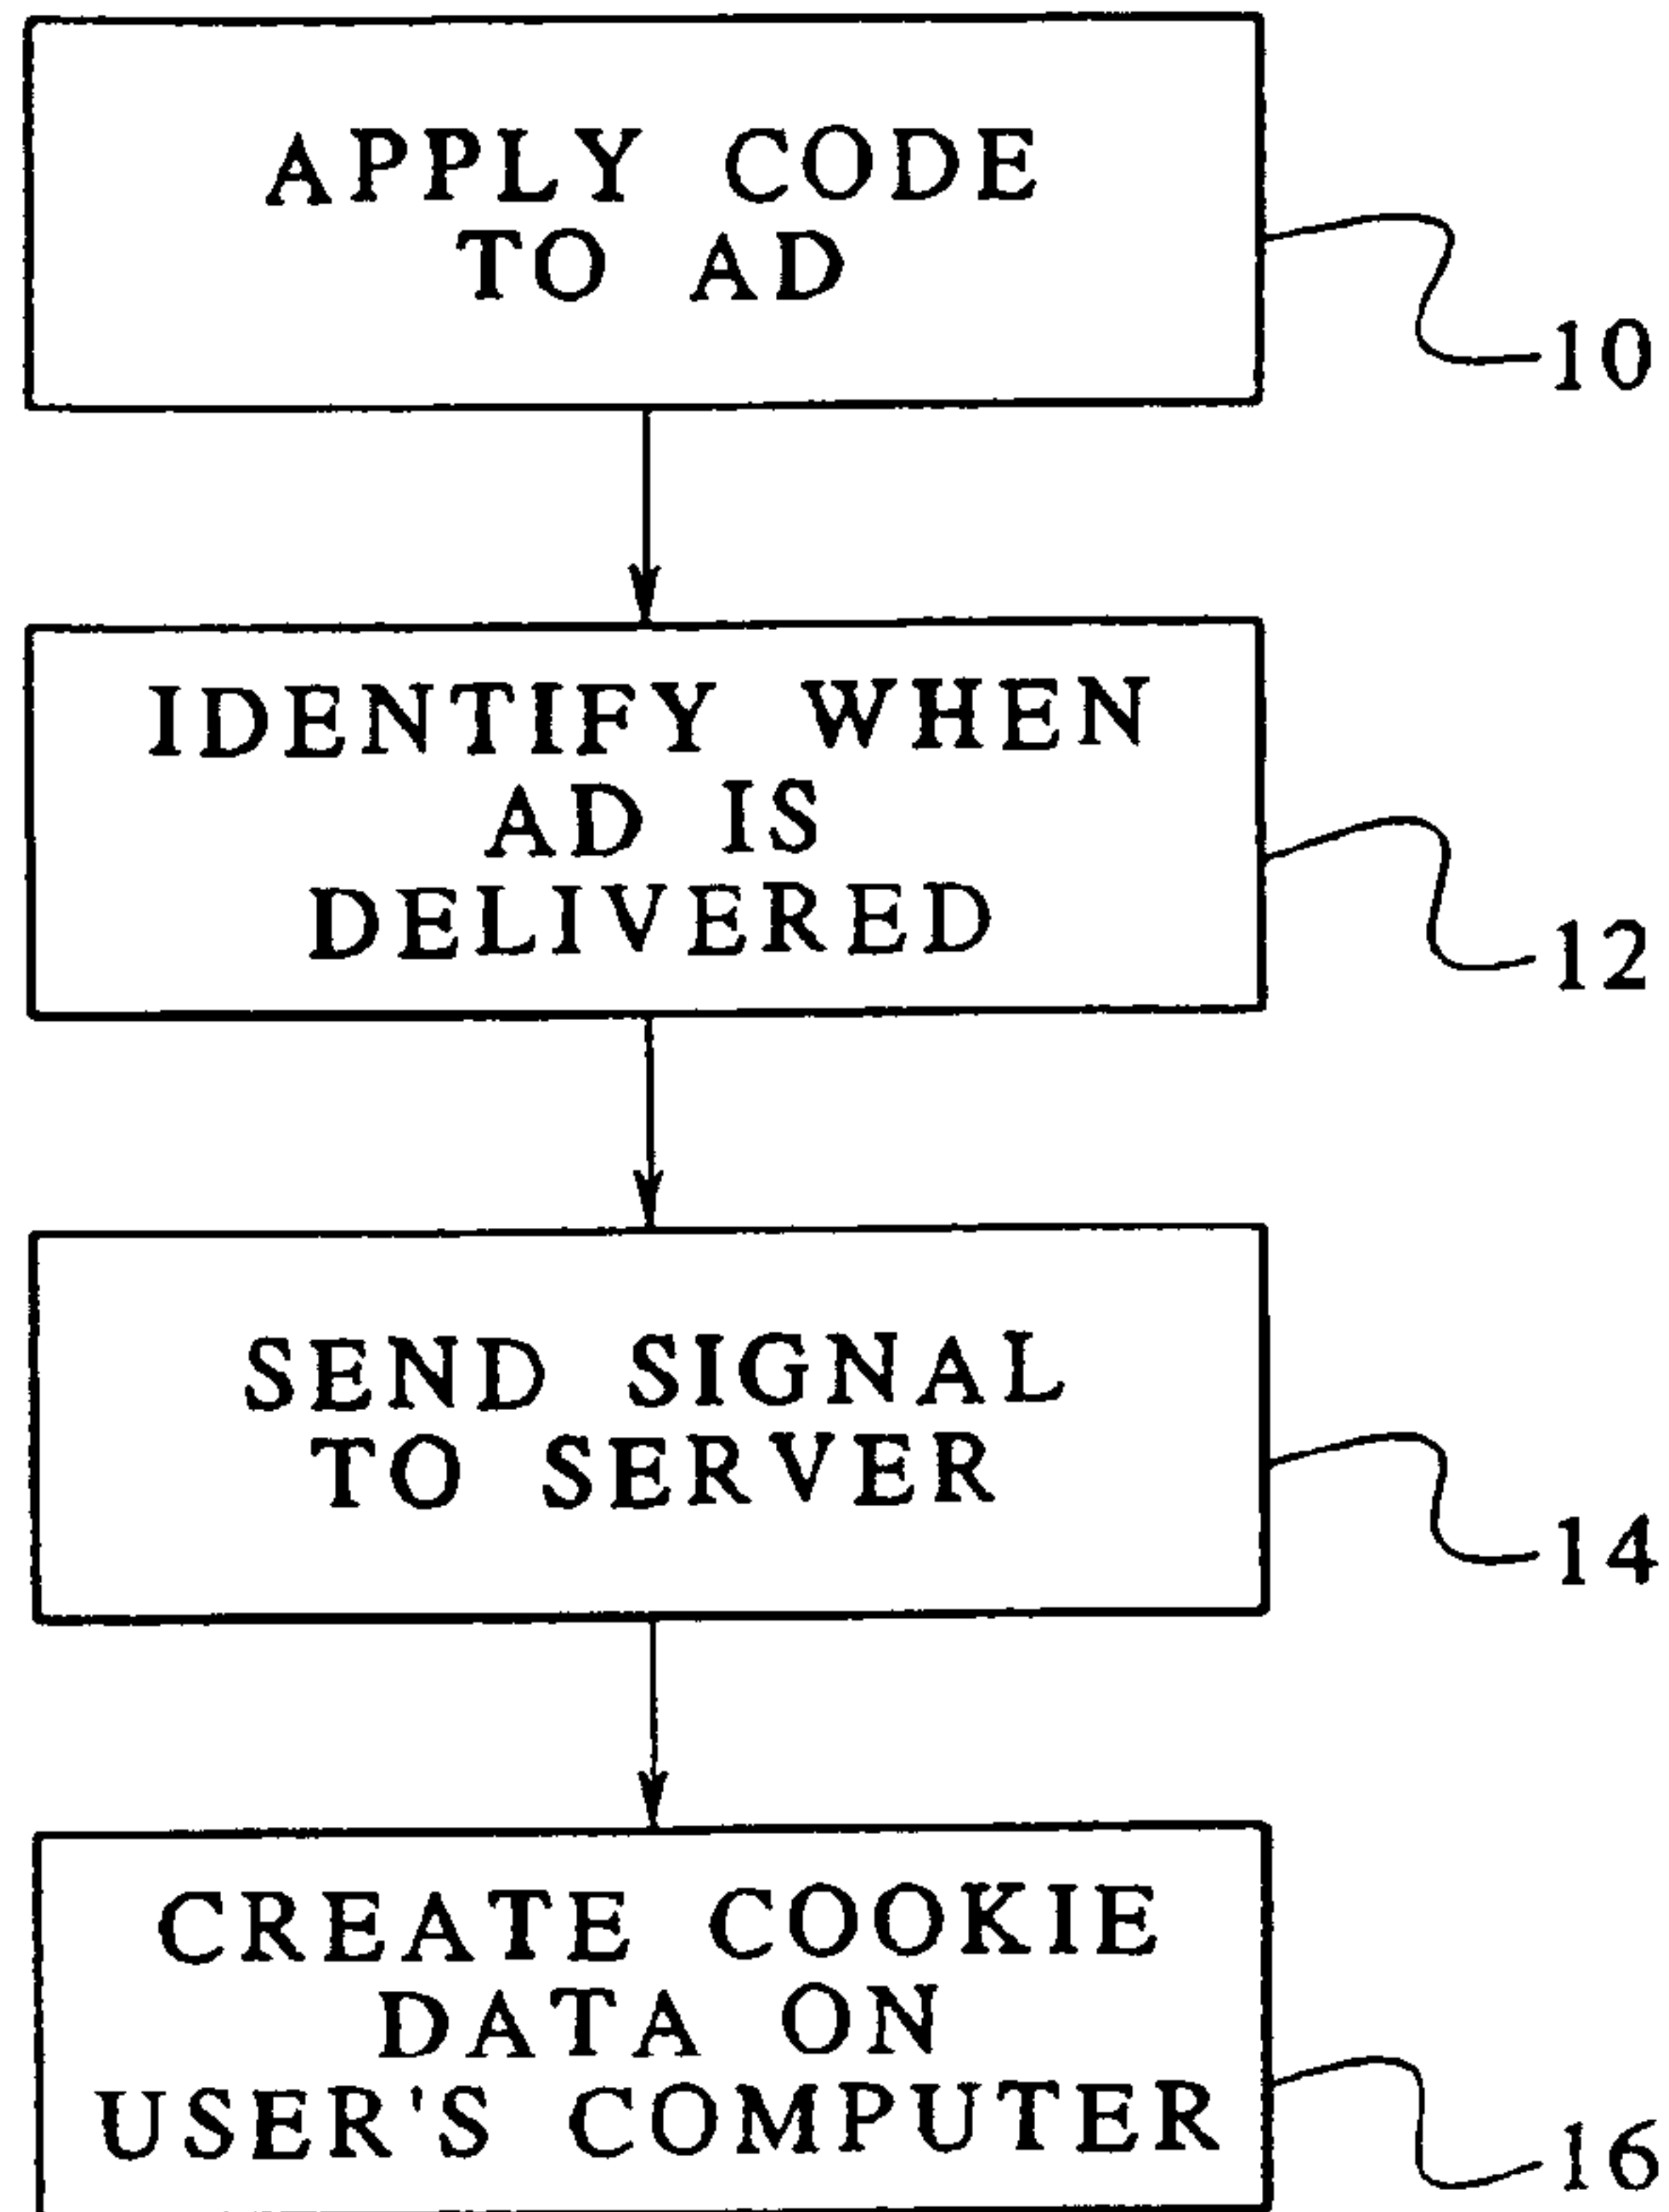 APPLY CODE
TO AD
10
IDENTIFY WHEN
AD IS
DELIVERED
12
SEND SIGNAL
TO SERVER
14
CREATE COOKIE
DATA ON
USER'S COMPUTER
16